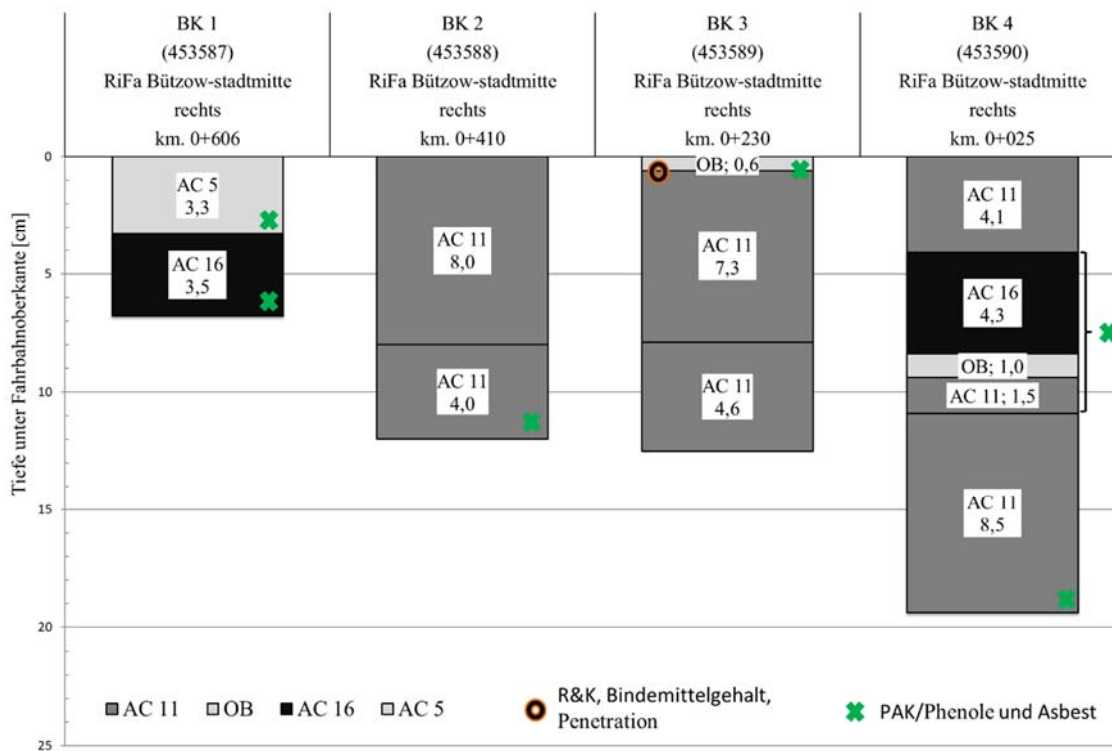 BK 1
(453587)
RiFa Bützow-stadtmitte
rechts
km. 0+606
BK 2
(453588)
RiFa Bützow-stadtmitte
rechts
km. 0+410
BK 3
(453589)
RiFa Bützow-stadtmitte
rechts
km. 0+230
BK 4
(453590)
RiFa Bützow-stadtmitte
rechts
km. 0+025
Tiefe unter Fahrbahnoberkante [cm]
0
5
10
15
20
25
AC 5
3,3
AC 16
3,5
AC 11
8,0
AC 11
4,0
OB; 0,6
AC 11
7,3
AC 11
4,6
AC 11
4,1
AC 16
4,3
OB; 1,0
AC 11; 1,5
AC 11
8,5
AC 11
OB
AC 16
AC 5
R&K, Bindemittelgehalt,
Penetration
PAK/Phenole und Asbest